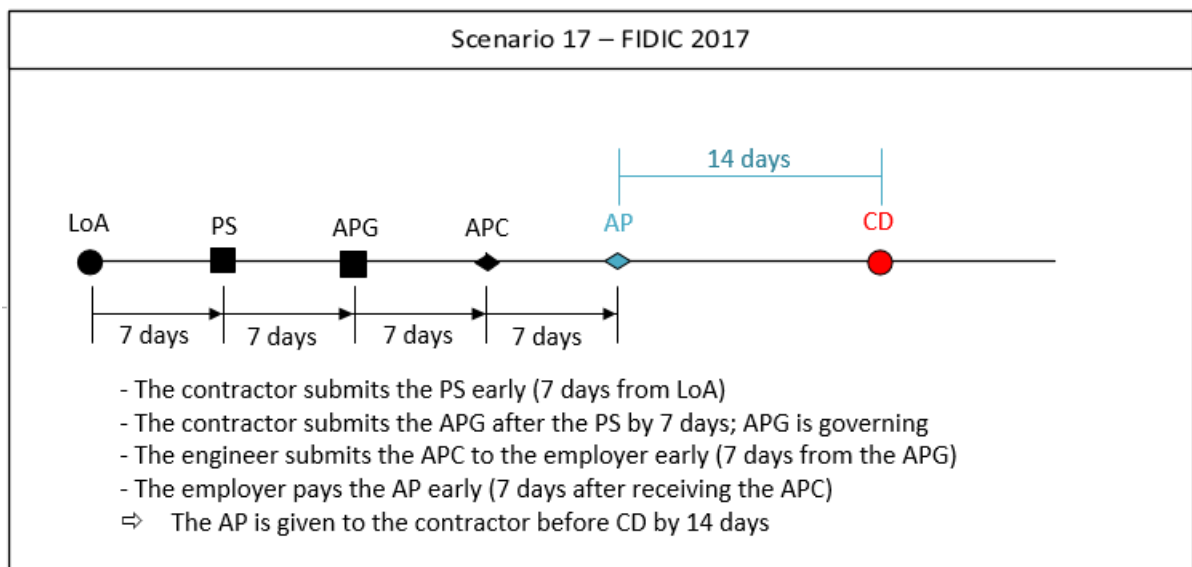 Scenario 17 – FIDIC 2017
14 days
LoA PS APG APC AP CD
7 days 7 days 7 days 7 days
- The contractor submits the PS early (7 days from LoA)
- The contractor submits the APG after the PS by 7 days; APG is governing
- The engineer submits the APC to the employer early (7 days from the APG)
- The employer pays the AP early (7 days after receiving the APC)
⇨ The AP is given to the contractor before CD by 14 days